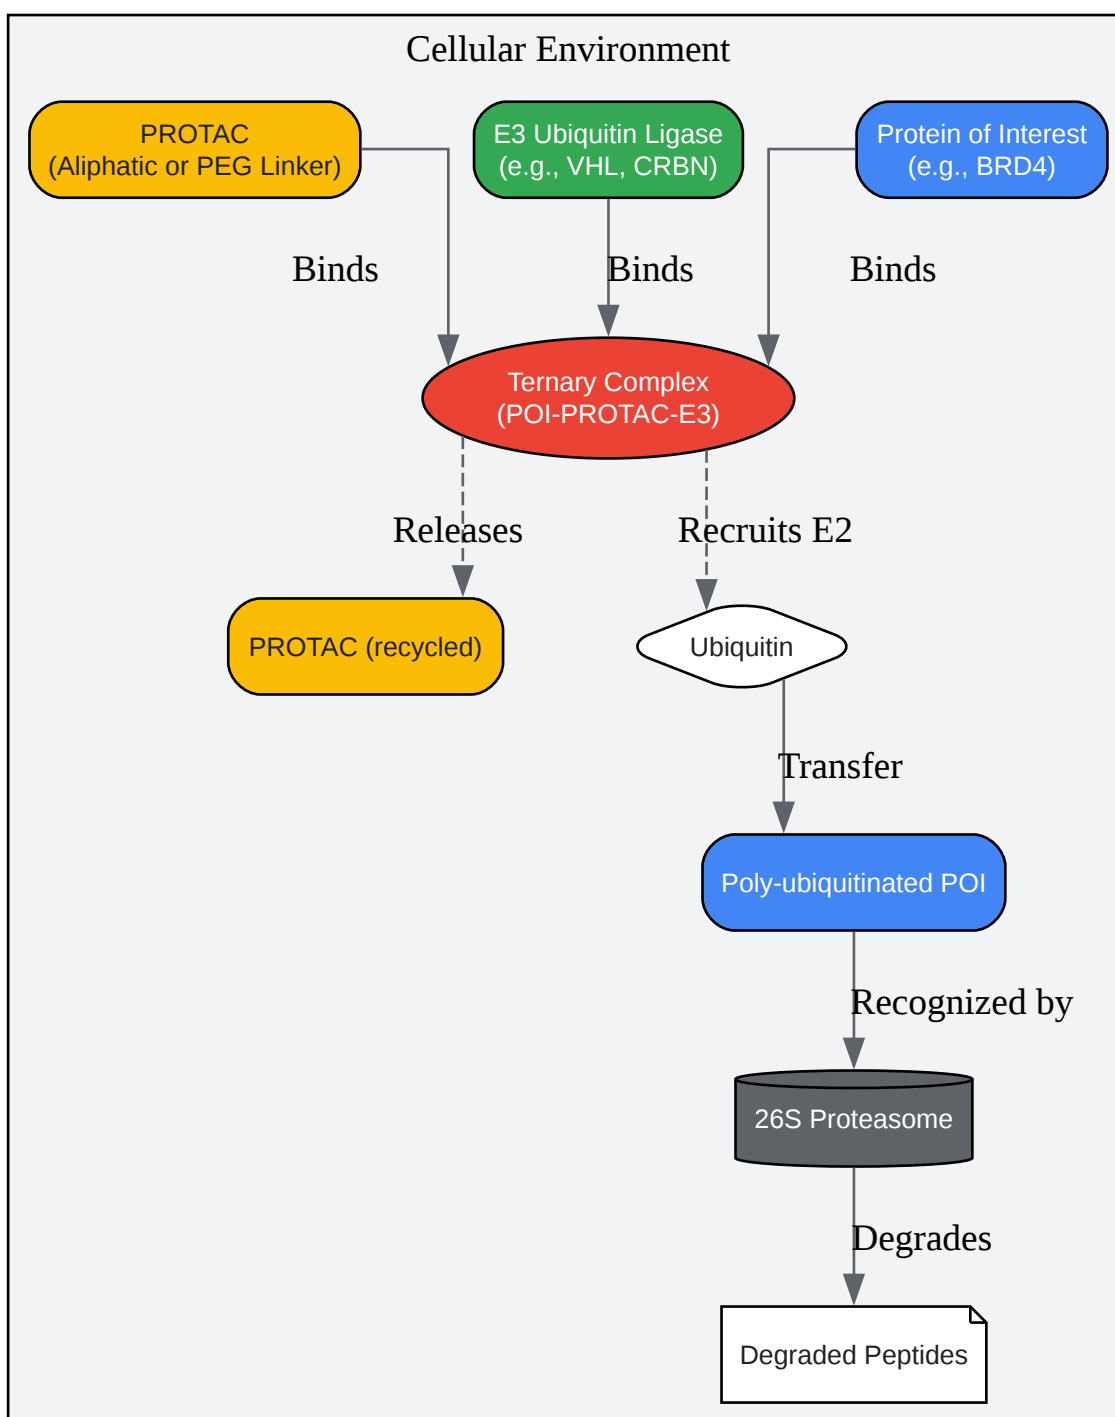 Cellular Environment
PROTAC
(Aliphatic or PEG Linker)
E3 Ubiquitin Ligase
(e.g., VHL, CRBN)
Protein of Interest
(e.g., BRD4)
Binds
Binds
Binds
Ternary Complex
(POI-PROTAC-E3)
Releases
Recruits E2
PROTAC (recycled)
Ubiquitin
Transfer
Poly-ubiquitinated POI
Recognized by
26S Proteasome
Degrades
Degraded Peptides